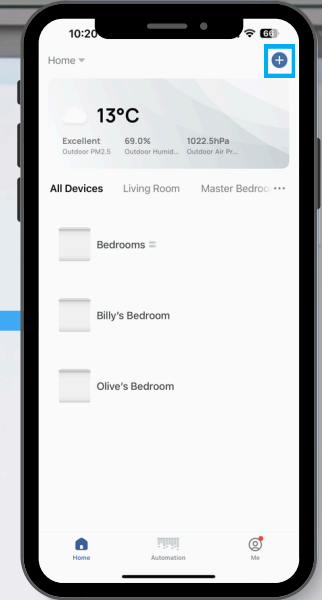 10:20
66
Home
13°C
Excellent
69.0%
1022.5hPa
Outdoor PM2.5
Outdoor Humid...
Outdoor Air Pr...
All Devices
Living Room
Master Bedroo
Bedrooms
Billy's Bedroom
Olive's Bedroom
Home
Automation
Me